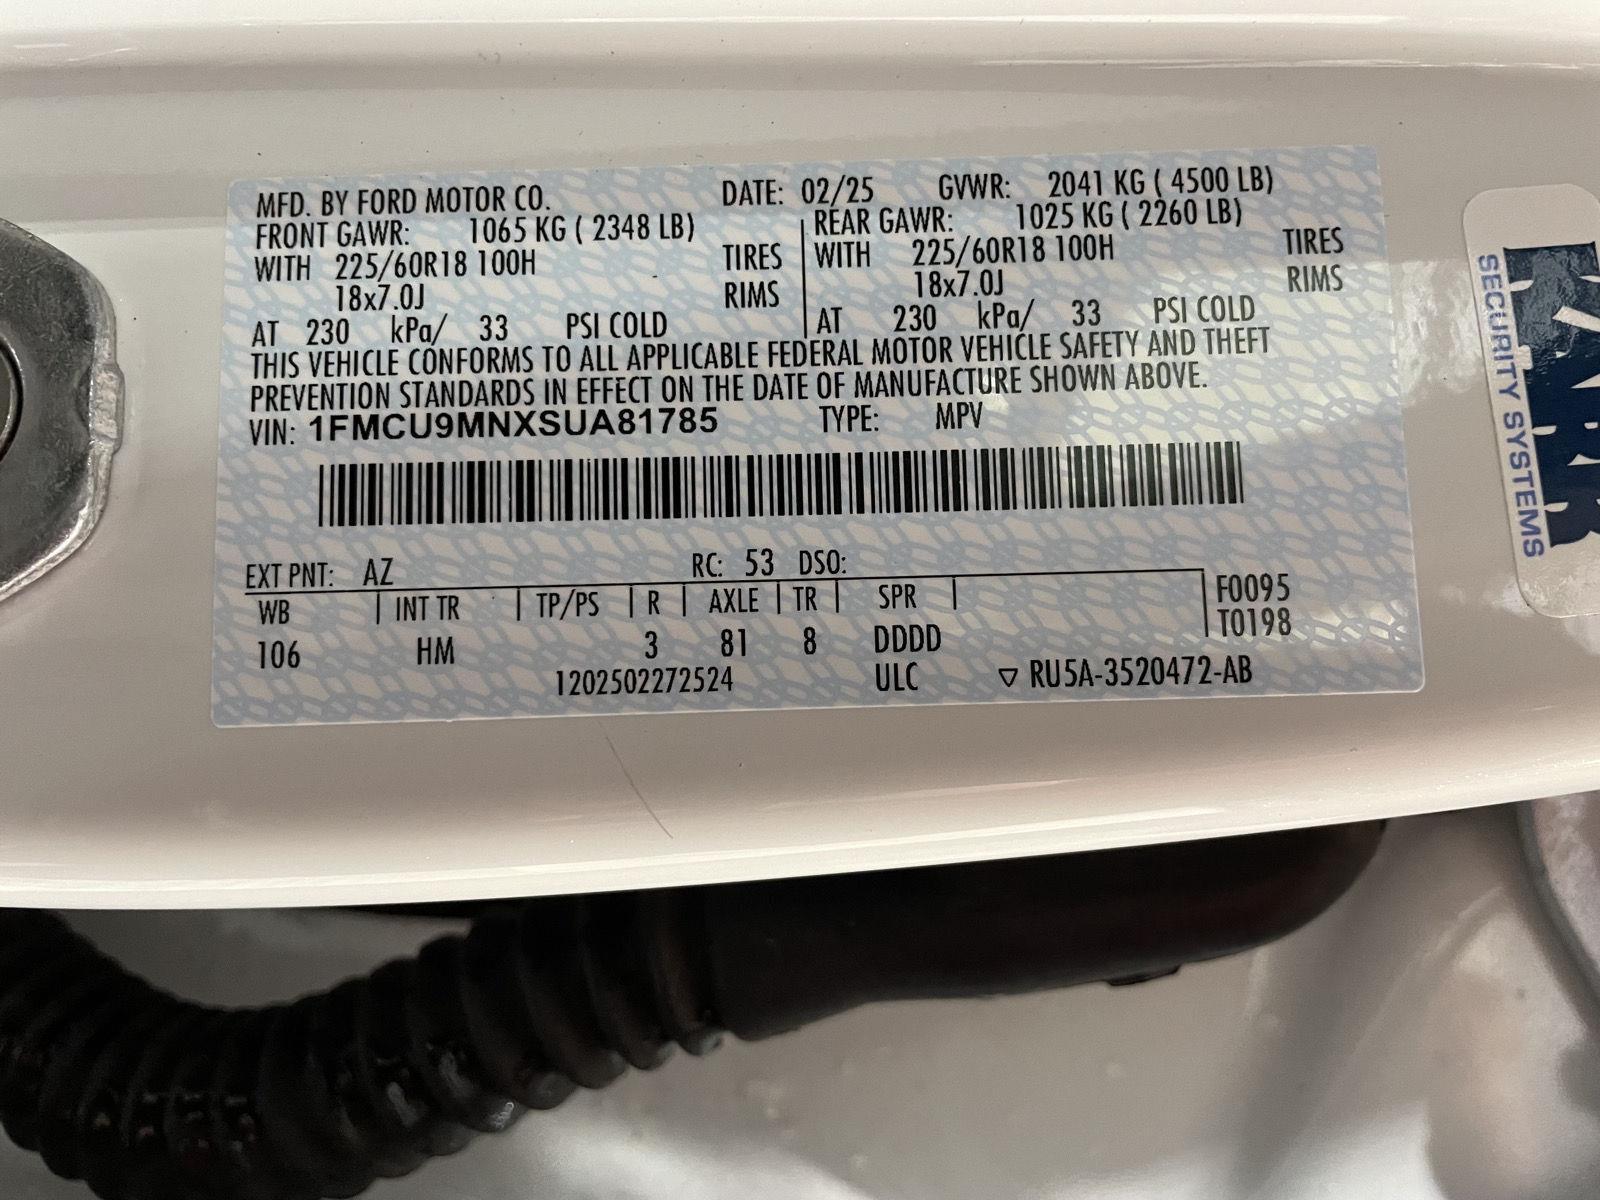 MFD. BY FORD MOTOR CO. DATE: 02/25 GVWR: 2041 KG ( 4500 LB)
FRONT GAWR: 1065 KG ( 2348 LB) REAR GAWR: 1025 KG ( 2260 LB)
WITH 225/60R18 100H TIRES WITH 225/60R18 100H TIRES
18x7.0J RIMS 18x7.0J RIMS
AT 230 kPa/ 33 PSI COLD AT 230 kPa/ 33 PSI COLD
THIS VEHICLE CONFORMS TO ALL APPLICABLE FEDERAL MOTOR VEHICLE SAFETY AND THEFT
PREVENTION STANDARDS IN EFFECT ON THE DATE OF MANUFACTURE SHOWN ABOVE.
VIN: 1FMCU9MNXSUA81785 TYPE: MPV
EXT PNT: AZ RC: 53 DSO:
WB INT TR TP/PS R AXLE TR SPR F0095
T0198
106 HM 3 81 8 DDDD
1202502272524 ULC ▽ RU5A-3520472-AB
SECURITY SYSTEMS